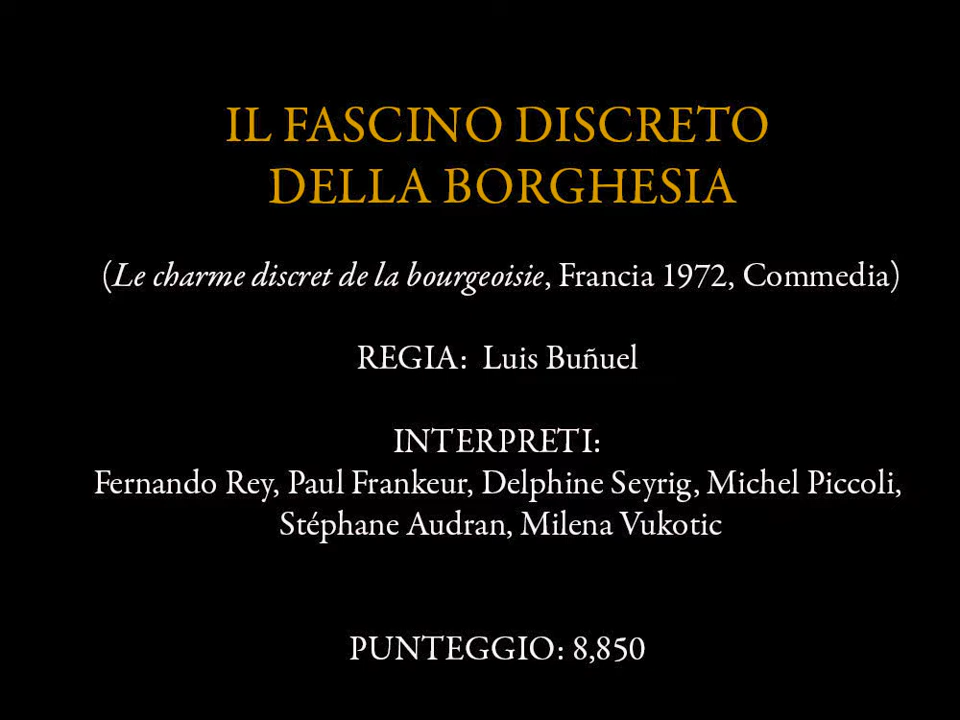 IL FASCINO DISCRETO
DELLA BORGHESIA
(Le charme discret de la bourgeoisie, Francia 1972, Commedia)
REGIA:  Luis Buñuel
INTERPRETI:
Fernando Rey, Paul Frankeur, Delphine Seyrig, Michel Piccoli,
Stéphane Audran, Milena Vukotic
PUNTEGGIO: 8,850